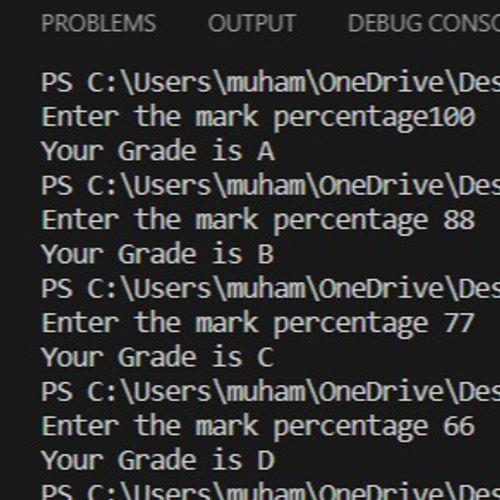 PROBLEMS OUTPUT DEBUG CONSO
PS C:\Users\muham\OneDrive\Des
Enter the mark percentage100
Your Grade is A
PS C:\Users\muham\OneDrive\Des
Enter the mark percentage 88
Your Grade is B
PS C:\Users\muham\OneDrive\Des
Enter the mark percentage 77
Your Grade is C
PS C:\Users\muham\OneDrive\Des
Enter the mark percentage 66
Your Grade is D
PS C:\Users\muham\OneDrive\Des